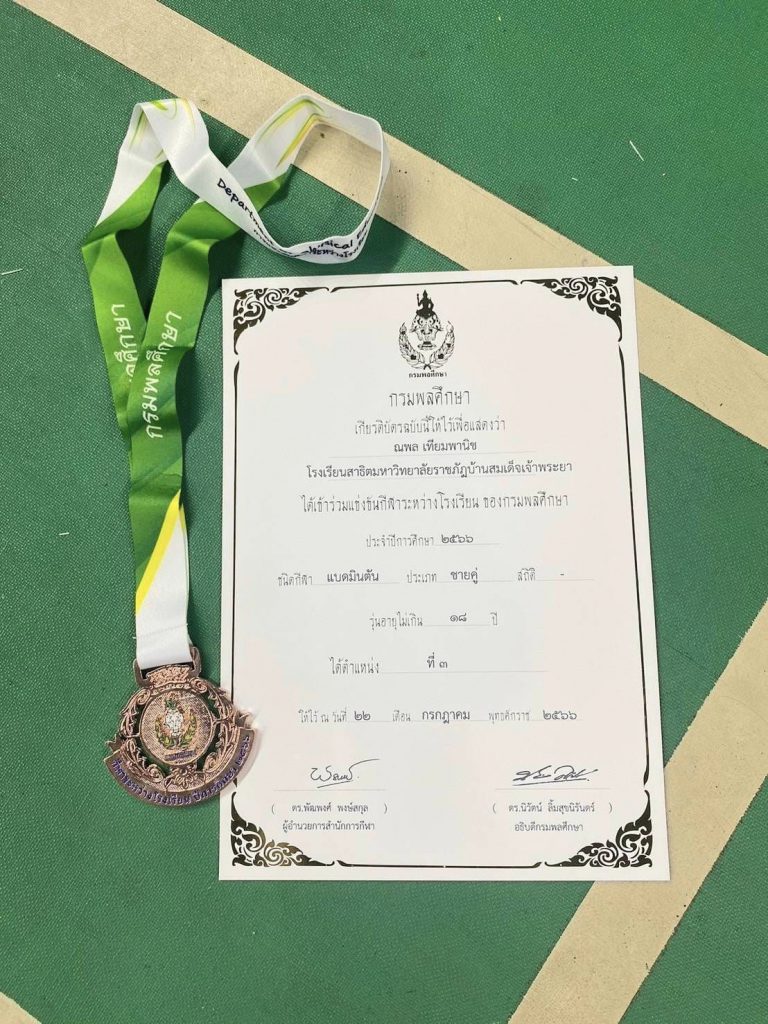 Department
Physical
กรมพลศึกษา
กรมพลศึกษา
กรมพลศึกษา
กรมพลศึกษา
เกียรติบัตรฉบับนี้ให้ไว้เพื่อแสดงว่า
ณพล เทียมพานิช
โรงเรียนสาธิตมหาวิทยาลัยราชภัฏบ้านสมเด็จเจ้าพระยา
ได้เข้าร่วมแข่งขันกีฬาระหว่างโรงเรียน ของกรมพลศึกษา
ประจำปีการศึกษา ๒๕๖๖
ชนิดกีฬา แบดมินตัน ประเภท ชายคู่ สถิติ -
รุ่นอายุไม่เกิน ๑๘ ปี
ได้ตำแหน่ง ที่ ๓
ให้ไว้ ณ วันที่ ๒๒ เดือน กรกฎาคม พุทธศักราช ๒๕๖๖
( ดร.พัฒพงศ์ พงษ์สกุล ) ( ดร.นิวัตน์ ลิ้มสุขนิรันดร์ )
ผู้อำนวยการสำนักการกีฬา อธิบดีกรมพลศึกษา